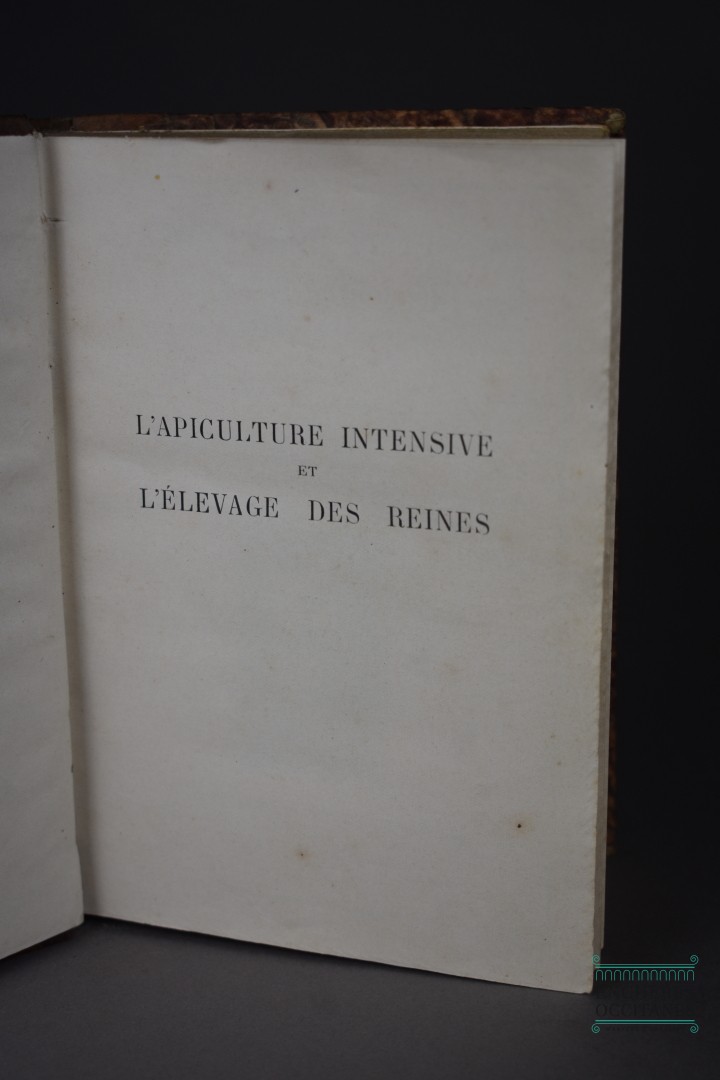 L'APICULTURE INTENSIVE
ET
L'ÉLEVAGE DES REINES